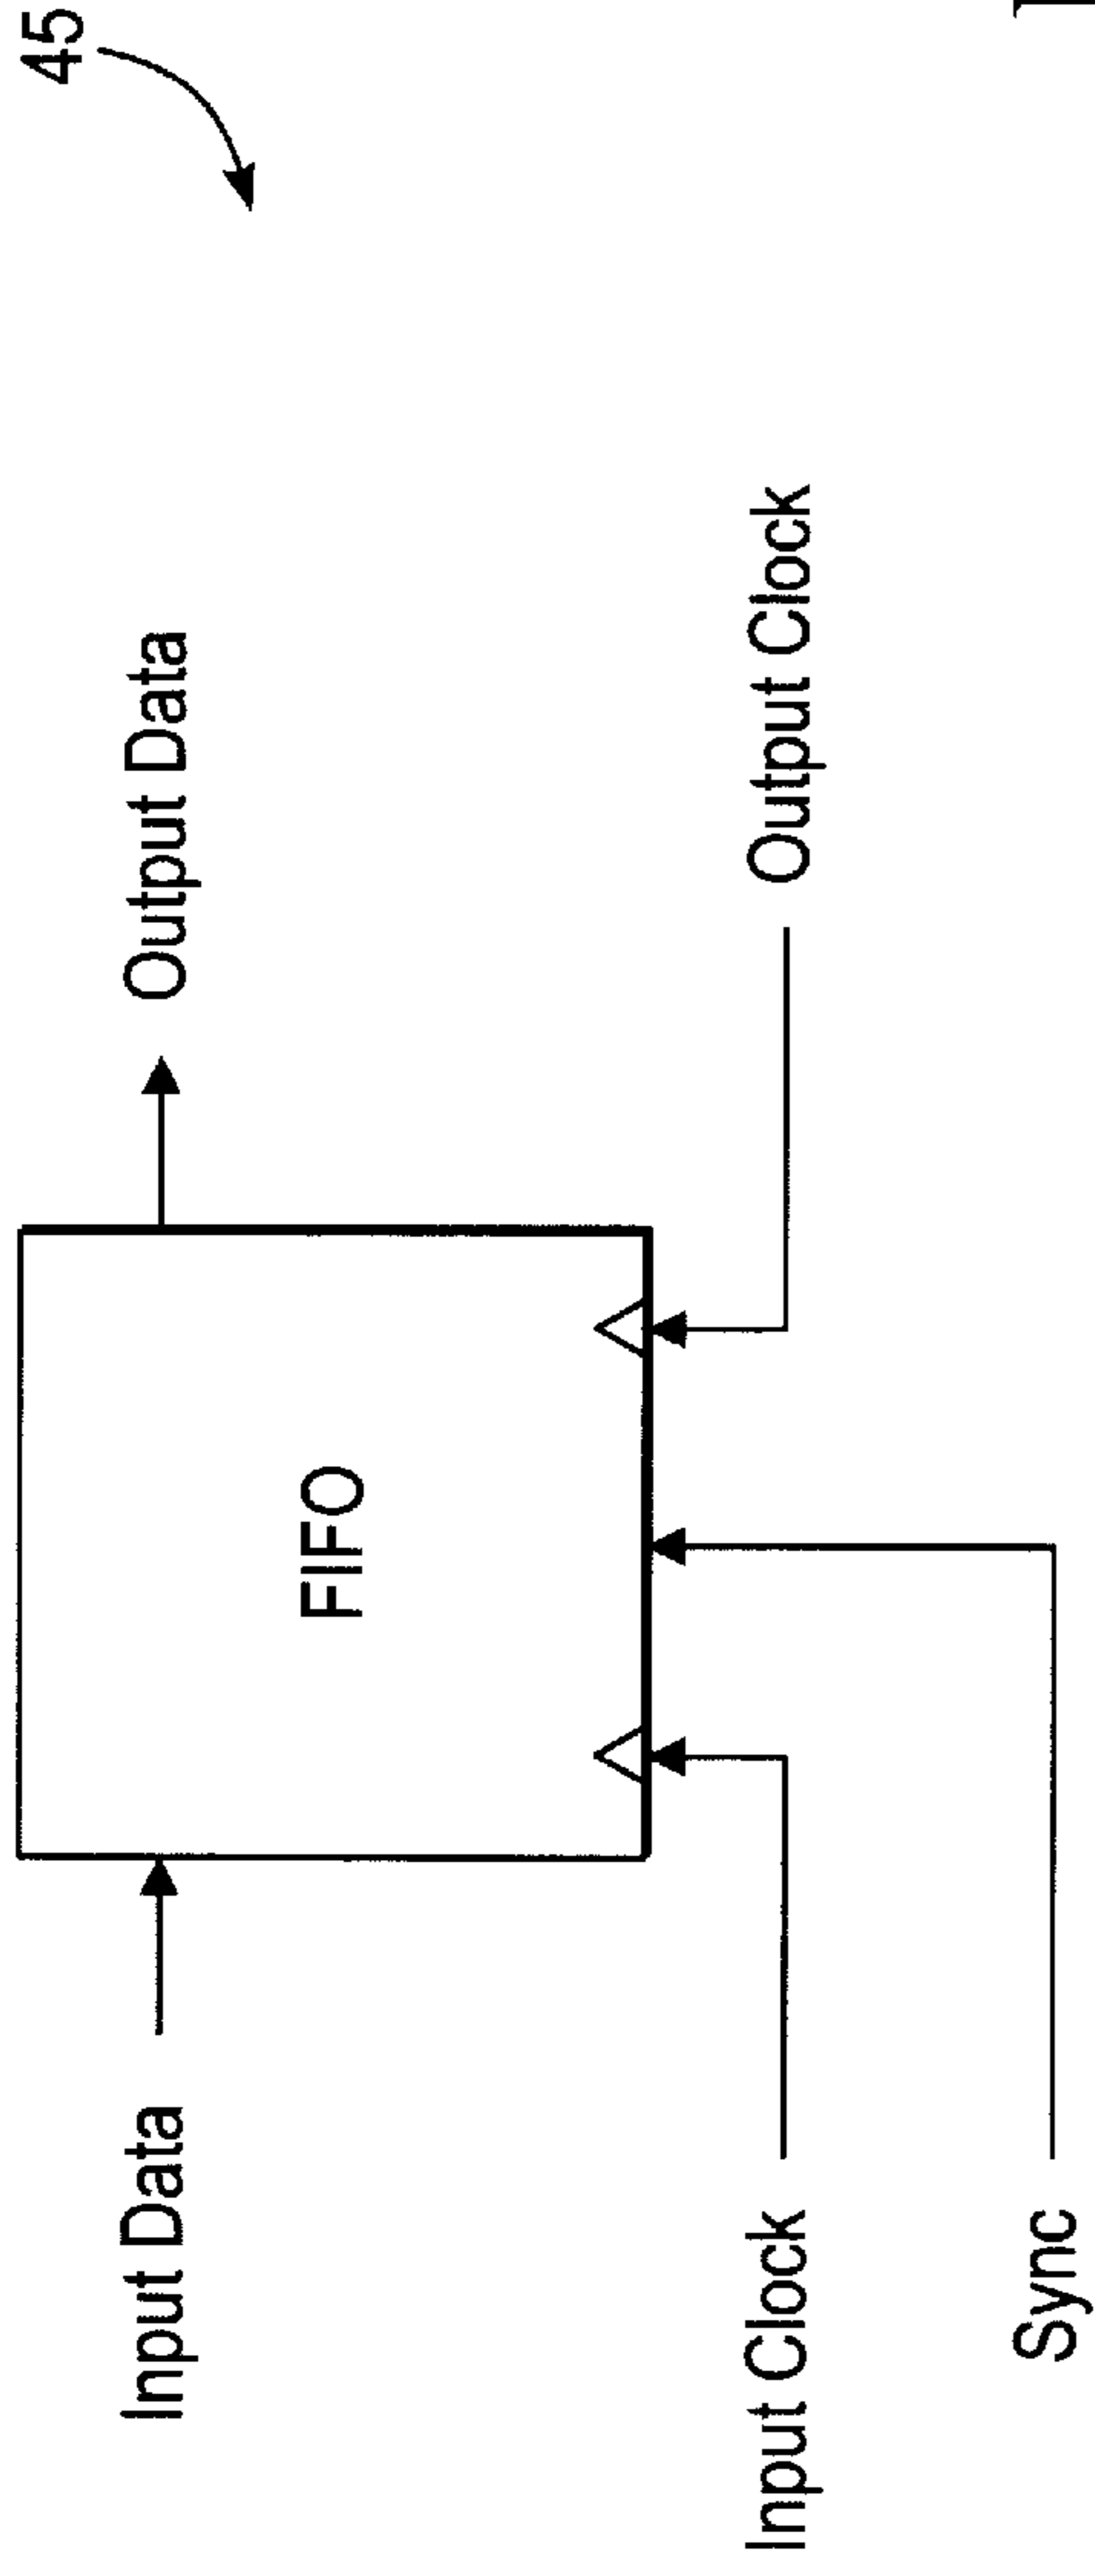 45
Input Data
Output Data
FIFO
Input Clock
Output Clock
Sync